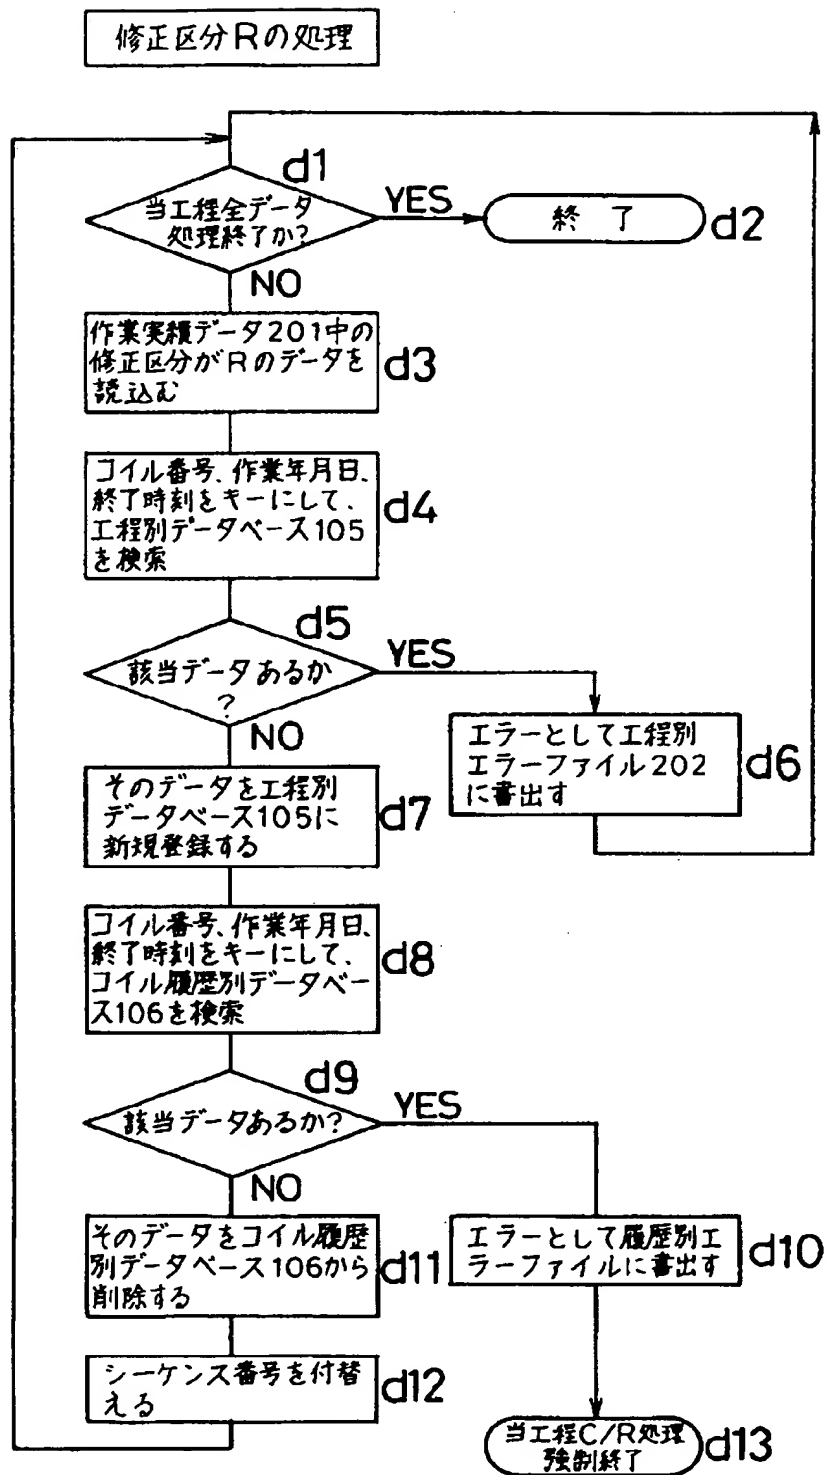 修正区分Rの処理
d1
当工程全データ
処理終了か?
YES
終了
d2
NO
作業実績データ201中の
修正区分がRのデータを
読込む
d3
コイル番号、作業年月日、
終了時刻をキーにして、
工程別データベース105
を検索
d4
d5
該当データあるか
?
YES
NO
エラーとして工程別
エラーファイル202
に書出す
d6
そのデータを工程別
データベース105に
新規登録する
d7
コイル番号、作業年月日、
終了時刻をキーにして、
コイル履歴別データベー
ス106を検索
d8
d9
該当データあるか?
YES
NO
そのデータをコイル履歴
別データベース106から
削除する
d11
エラーとして履歴別エ
ラーファイルに書出す
d10
シーケンス番号を付替
える
d12
当工程C/R処理
強制終了
d13